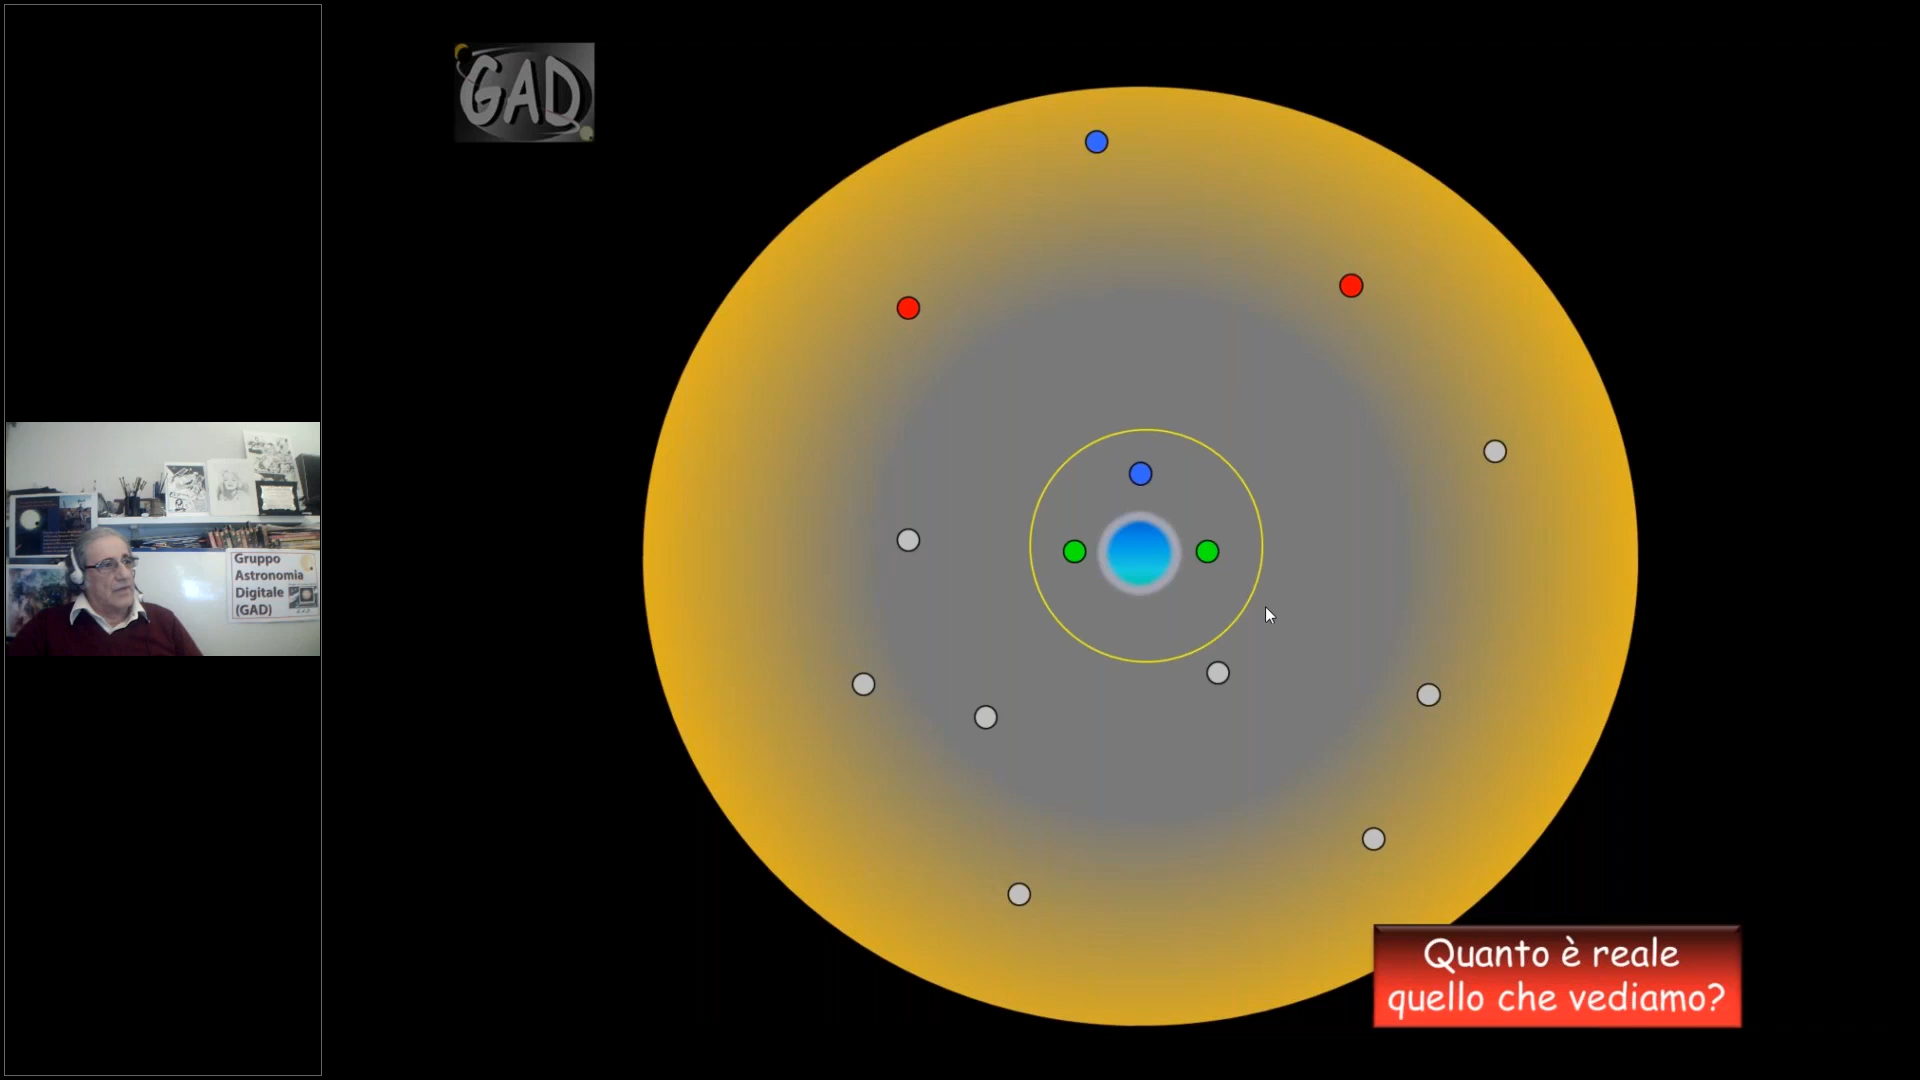 GAD
Gruppo
Astronomia
Digitale
(GAD)
Quanto è reale
quello che vediamo?